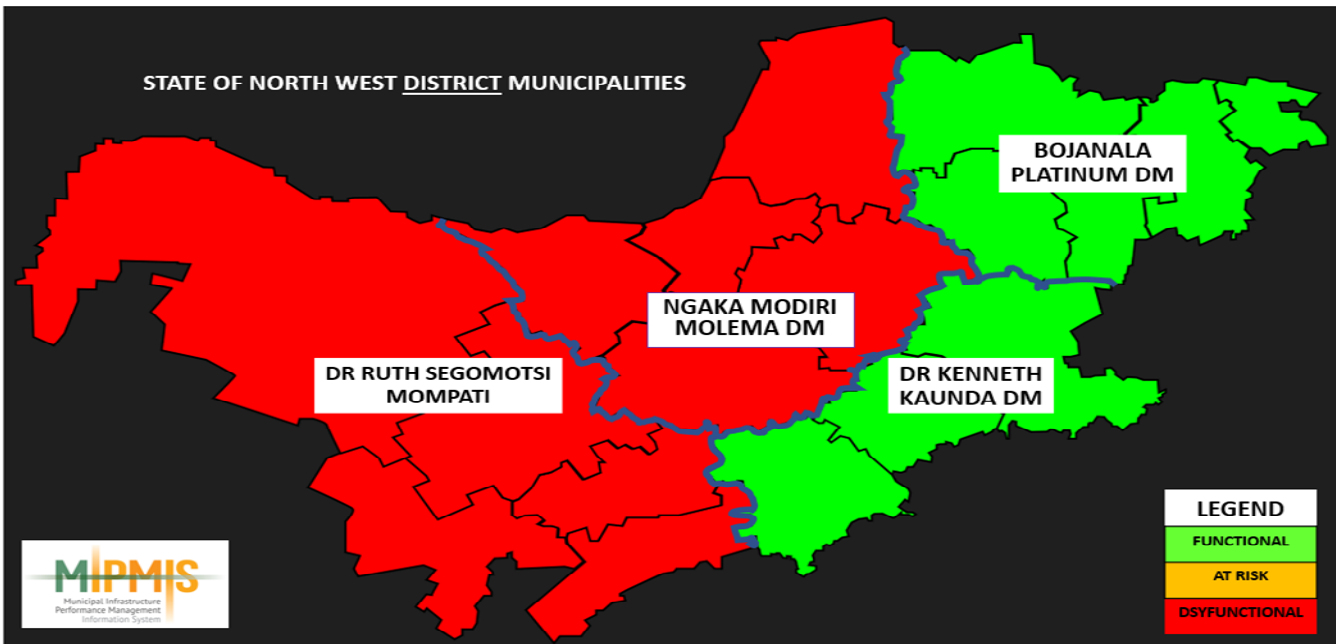 STATE OF NORTH WEST DISTRICT MUNICIPALITIES
BOJANALA
PLATINUM DM
NGAKA MODIRI
MOLEMA DM
DR RUTH SEGOMOTSI
MOMPATI
DR KENNETH
KAUNDA DM
LEGEND
FUNCTIONAL
AT RISK
DSYFUNCTIONAL
MIPMIS
Municipal Infrastructure
Performance Management
Information System